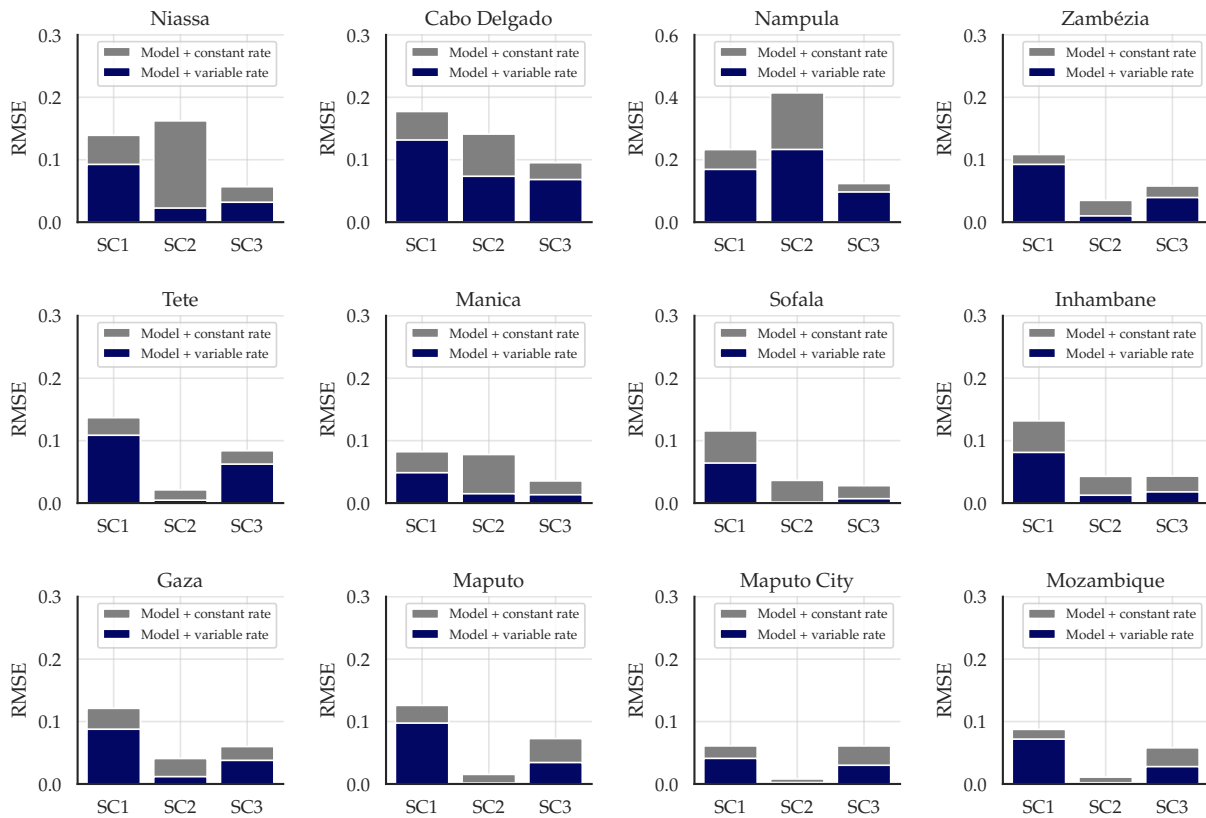 Niassa
0.3
0.2
0.1
0.0
RMSE
Model + constant rate
Model + variable rate
SC1 SC2 SC3
Cabo Delgado
0.3
0.2
0.1
0.0
RMSE
Model + constant rate
Model + variable rate
SC1 SC2 SC3
Nampula
0.6
0.4
0.2
0.0
RMSE
Model + constant rate
Model + variable rate
SC1 SC2 SC3
Zambézia
0.3
0.2
0.1
0.0
RMSE
Model + constant rate
Model + variable rate
SC1 SC2 SC3
Tete
0.3
0.2
0.1
0.0
RMSE
Model + constant rate
Model + variable rate
SC1 SC2 SC3
Manica
0.3
0.2
0.1
0.0
RMSE
Model + constant rate
Model + variable rate
SC1 SC2 SC3
Sofala
0.3
0.2
0.1
0.0
RMSE
Model + constant rate
Model + variable rate
SC1 SC2 SC3
Inhambane
0.3
0.2
0.1
0.0
RMSE
Model + constant rate
Model + variable rate
SC1 SC2 SC3
Gaza
0.3
0.2
0.1
0.0
RMSE
Model + constant rate
Model + variable rate
SC1 SC2 SC3
Maputo
0.3
0.2
0.1
0.0
RMSE
Model + constant rate
Model + variable rate
SC1 SC2 SC3
Maputo City
0.3
0.2
0.1
0.0
RMSE
Model + constant rate
Model + variable rate
SC1 SC2 SC3
Mozambique
0.3
0.2
0.1
0.0
RMSE
Model + constant rate
Model + variable rate
SC1 SC2 SC3